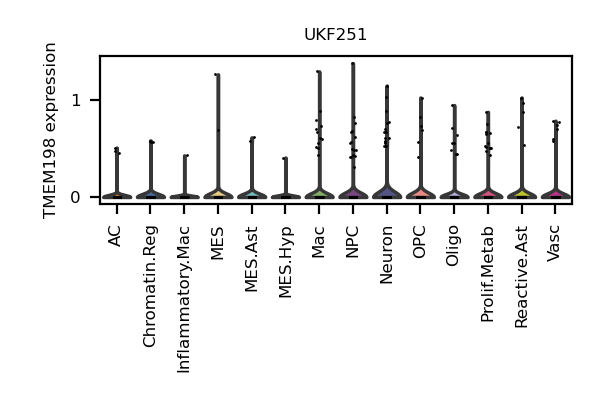 UKF251
TMEM198 expression
1
0
AC
Chromatin.Reg
Inflammatory.Mac
MES
MES.Ast
MES.Hyp
Mac
NPC
Neuron
OPC
Oligo
Prolif.Metab
Reactive.Ast
Vasc